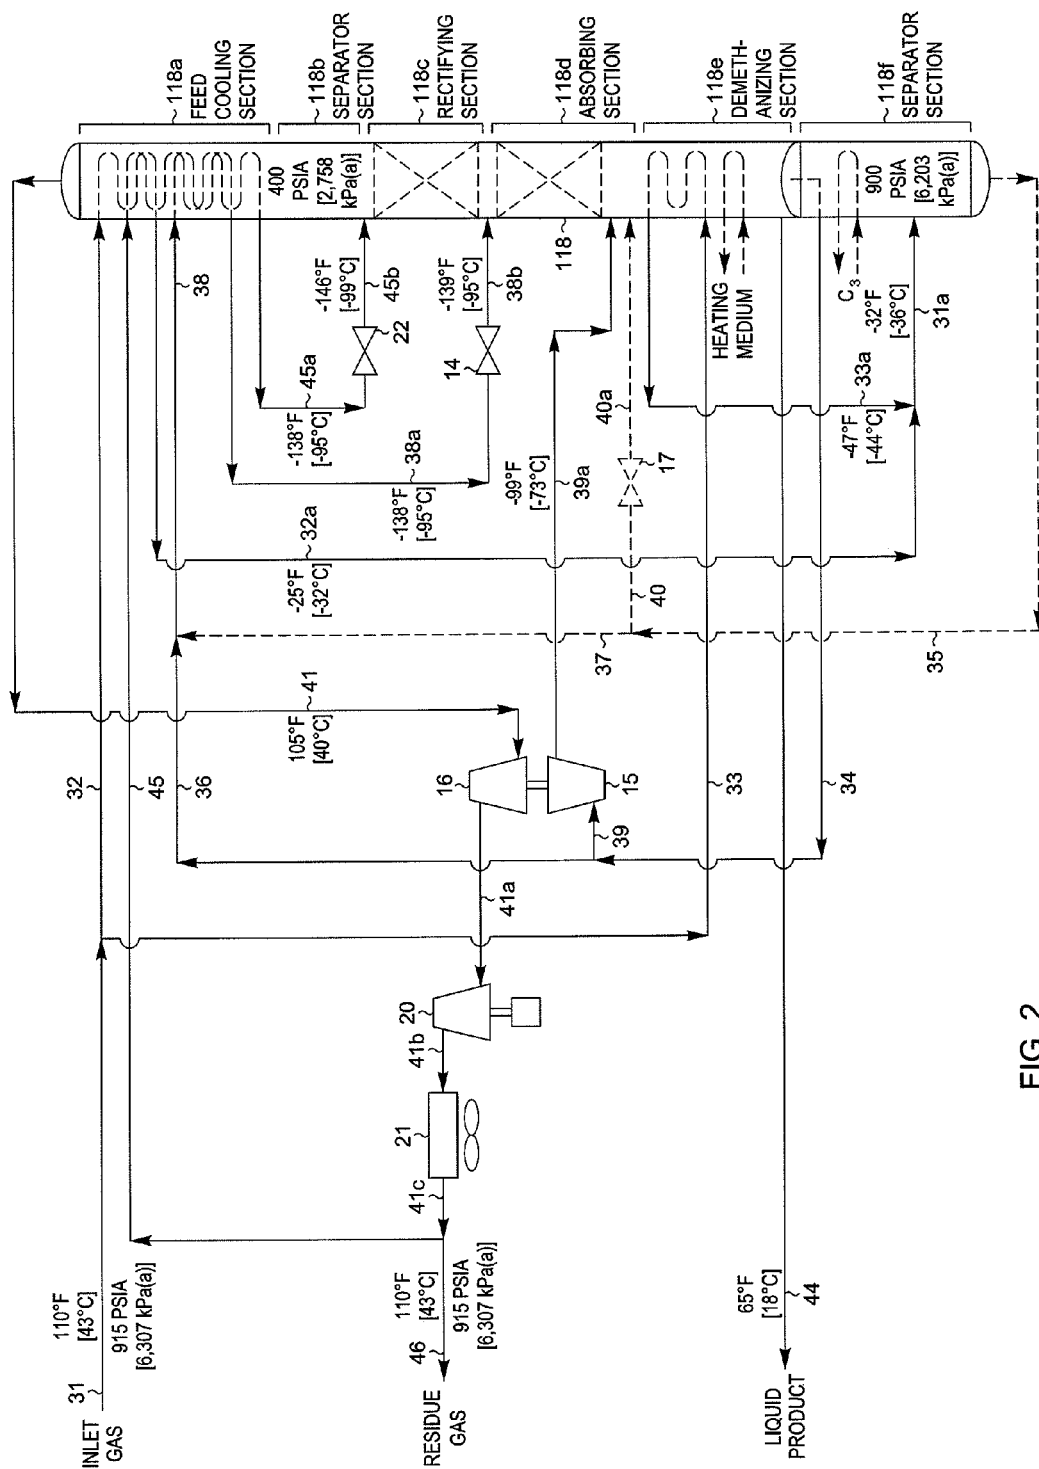 118a
FEED
COOLING
SECTION
118b
SEPARATOR
SECTION
118c
RECTIFYING
SECTION
118d
ABSORBING
SECTION
118e
DEMETH-
ANIZING
SECTION
118f
SEPARATOR
SECTION
400
PSIA
[2,758
kPa(a)]
900
PSIA
[6,203
kPa(a)]
118
38
-146°F
[-99°C]
45b
22
-139°F
[-95°C]
38b
14
HEATING
MEDIUM
C3
-32°F
[-36°C]
31a
45a
-138°F
[-95°C]
38a
-138°F
[-95°C]
-99°F
[-73°C]
39a
40a
17
33a
-47°F
[-44°C]
32a
-25°F
[-32°C]
40
37
35
41
105°F
[40°C]
32
45
36
16
15
33
34
39
41a
20
41b
21
41c
110°F
[43°C]
31
915 PSIA
[6,307 kPa(a)]
INLET
GAS
110°F
[43°C]
46
915 PSIA
[6,307 kPa(a)]
RESIDUE
GAS
65°F
[18°C]
44
LIQUID
PRODUCT
FIG. 2